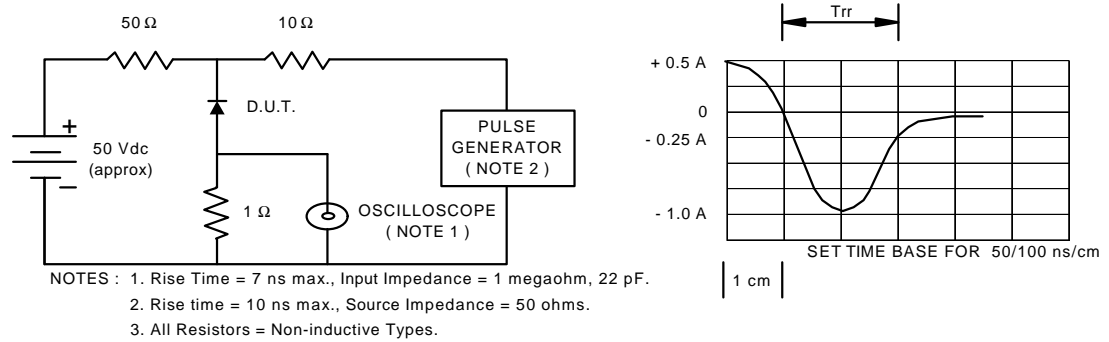 50 Ω
10 Ω
D.U.T.
+
50 Vdc
(approx)
−
1 Ω
OSCILLOSCOPE
( NOTE 1 )
PULSE
GENERATOR
( NOTE 2 )
Trr
+ 0.5 A
0
- 0.25 A
- 1.0 A
SET TIME BASE FOR 50/100 ns/cm
1 cm
NOTES : 1. Rise Time = 7 ns max., Input Impedance = 1 megaohm, 22 pF.
2. Rise time = 10 ns max., Source Impedance = 50 ohms.
3. All Resistors = Non-inductive Types.